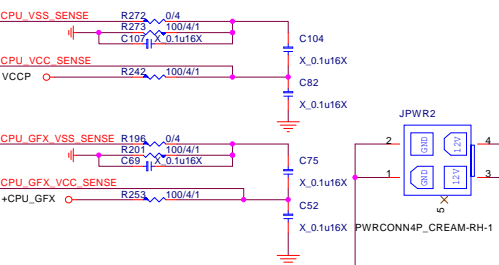 CPU_VSS_SENSE R272 0/4
R273 100/4/1
C107 X_0.1u16X
C104
X_0.1u16X
CPU_VCC_SENSE
VCCP R242 100/4/1
C82
X_0.1u16X
JPWR2
2 GND 12V 4
1 GND 12V 3
5
PWRCONN4P_CREAM-RH-1
CPU_GFX_VSS_SENSE R196 0/4
R201 100/4/1
C69 X_0.1u16X
C75
X_0.1u16X
CPU_GFX_VCC_SENSE
+CPU_GFX R253 100/4/1
C52
X_0.1u16X